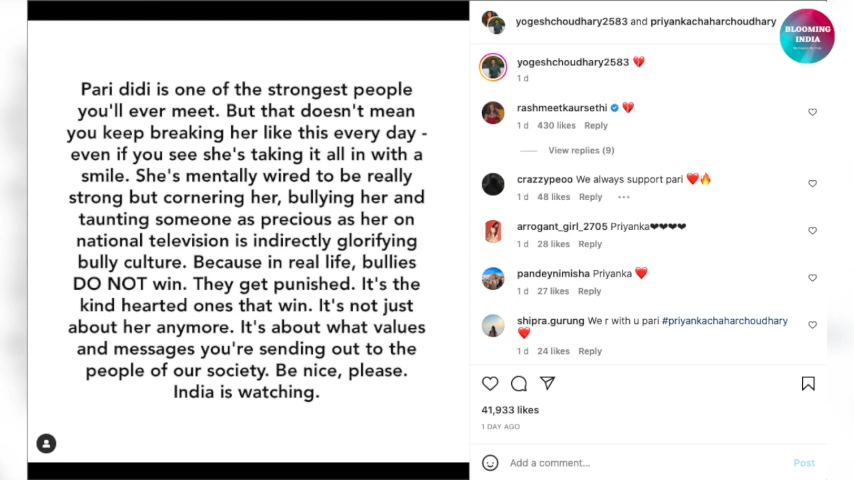 Pari didi is one of the strongest people
you'll ever meet. But that doesn't mean
you keep breaking her like this every day -
even if you see she's taking it all in with a
smile. She's mentally wired to be really
strong but cornering her, bullying her and
taunting someone as precious as her on
national television is indirectly glorifying
bully culture. Because in real life, bullies
DO NOT win. They get punished. It's the
kind hearted ones that win. It's not just
about her anymore. It's about what values
and messages you're sending out to the
people of our society. Be nice, please.
India is watching.
yogeshchoudhary2583 and priyankachaharchoudhary
BLOOMING
INDIA
yogeshchoudhary2583 💔
1 d
rashmeetkaursethi 💔
1 d 430 likes Reply
View replies (9)
crazzypeoo We always support pari ❤️🔥
1 d 48 likes Reply ...
arrogant_girl_2705 Priyanka❤❤❤❤
1 d 28 likes Reply
pandeynimisha Priyanka ❤️
1 d 27 likes Reply
shipra.gurung We r with u pari #priyankachaharchoudhary
❤️
1 d 24 likes Reply
41,933 likes
1 DAY AGO
Add a comment...
Post